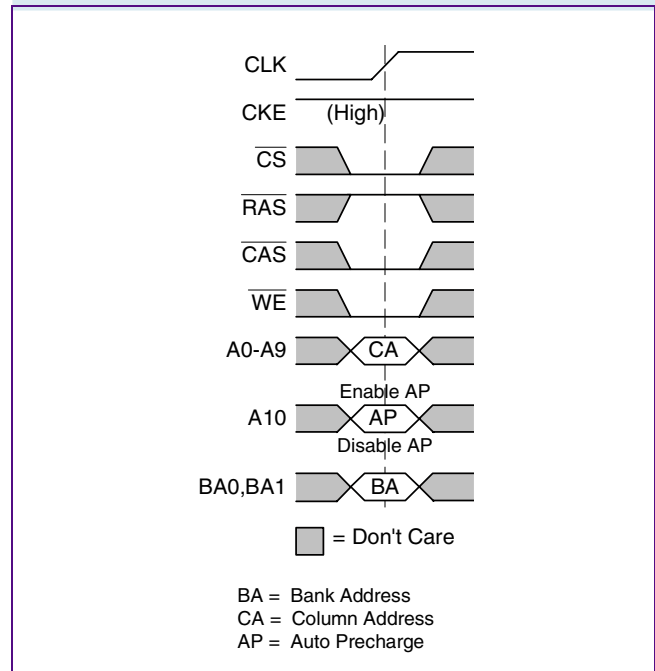 CLK
CKE (High)
CS
RAS
CAS
WE
A0-A9 CA
Enable AP
A10 AP
Disable AP
BA0,BA1 BA
= Don't Care
BA = Bank Address
CA = Column Address
AP = Auto Precharge